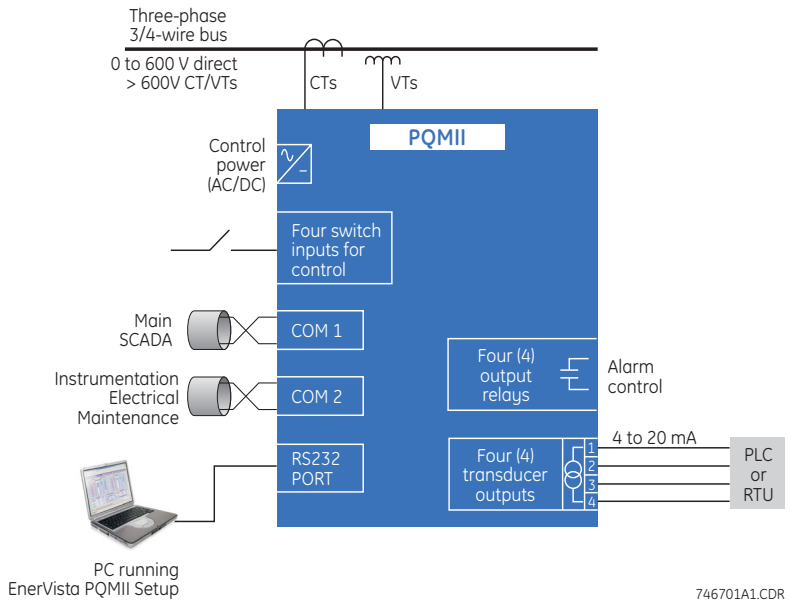 Three-phase
3/4-wire bus
0 to 600 V direct
> 600V CT/VTs
CTs
VTs
PQMII
Control
power
(AC/DC)
Four switch
inputs for
control
Main
SCADA
COM 1
Instrumentation
Electrical
Maintenance
COM 2
Four (4)
output
relays
Alarm
control
RS232
PORT
Four (4)
transducer
outputs
1
2
3
4
4 to 20 mA
PLC
or
RTU
PC running
EnerVista PQMII Setup
746701A1.CDR